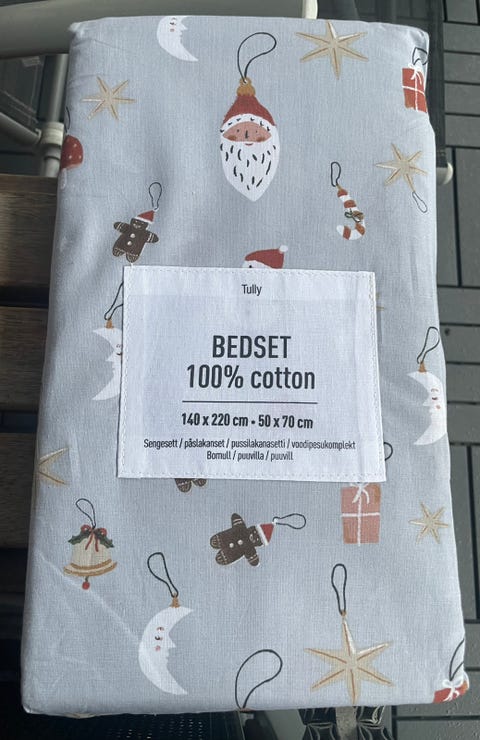 Tully
BEDSET
100% cotton
140 x 220 cm • 50 x 70 cm
Sengesett / påslakanset / pussilakanasetti / voodipesukomplekt
Bomull / puuvilla / puuvill